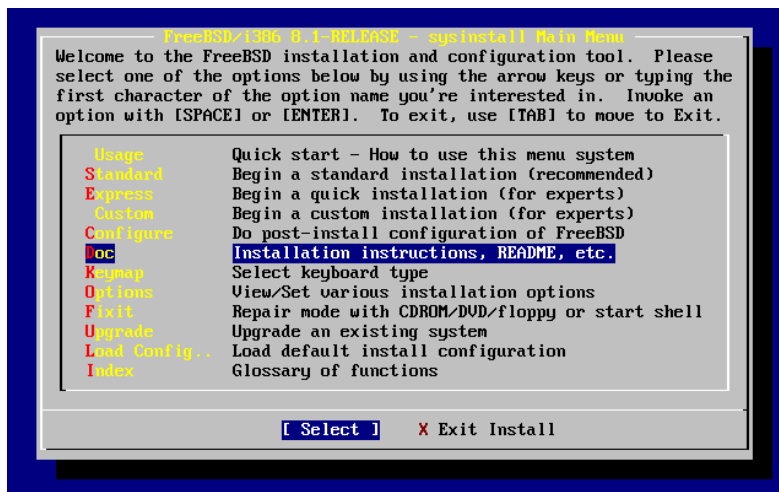 FreeBSD/i386 8.1-RELEASE - sysinstall Main Menu
Welcome to the FreeBSD installation and configuration tool.  Please
select one of the options below by using the arrow keys or typing the
first character of the option name you're interested in.  Invoke an
option with [SPACE] or [ENTER].  To exit, use [TAB] to move to Exit.
Usage Quick start - How to use this menu system
Standard Begin a standard installation (recommended)
Express Begin a quick installation (for experts)
Custom Begin a custom installation (for experts)
Configure Do post-install configuration of FreeBSD
Doc Installation instructions, README, etc.
Keymap Select keyboard type
Options View/Set various installation options
Fixit Repair mode with CDROM/DVD/floppy or start shell
Upgrade Upgrade an existing system
Load Config.. Load default install configuration
Index Glossary of functions
[ Select ] X Exit Install